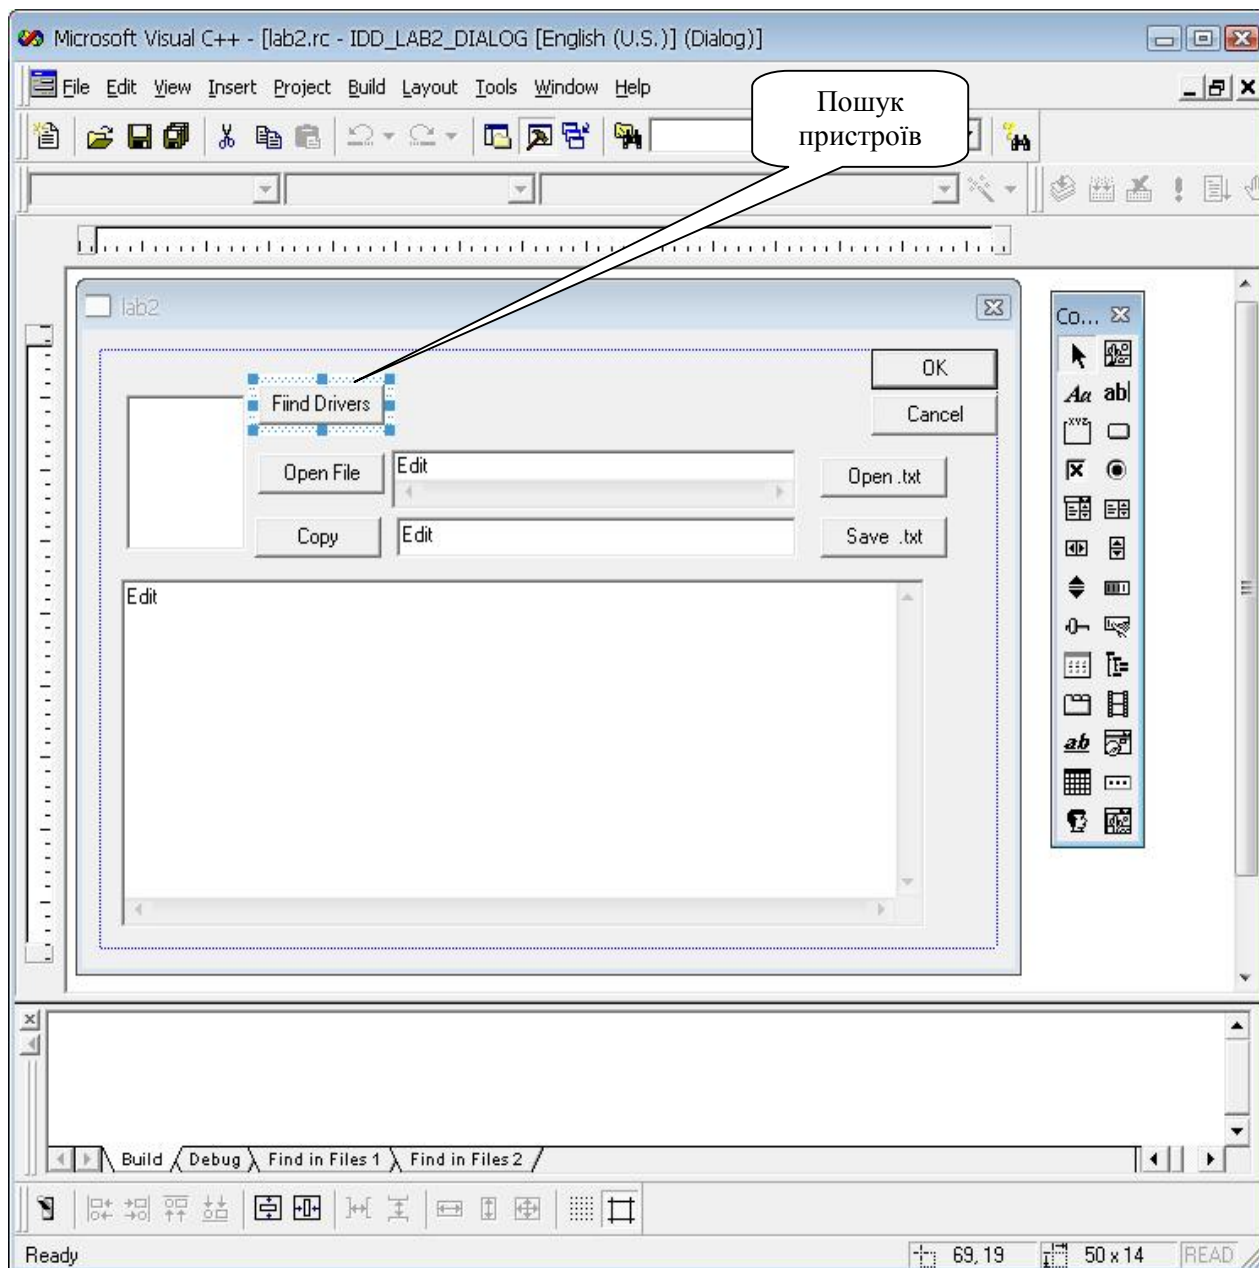 Microsoft Visual C++ - [lab2.rc - IDD_LAB2_DIALOG [English (U.S.)] (Dialog)]
File Edit View Insert Project Build Layout Tools Window Help
Пошук
пристроїв
lab2
Co...
OK
Fiind Drivers
Cancel
Open File
Edit
Open .txt
Copy
Edit
Save .txt
Edit
Build
Debug
Find in Files 1
Find in Files 2
Ready
69, 19
50 x 14
READ